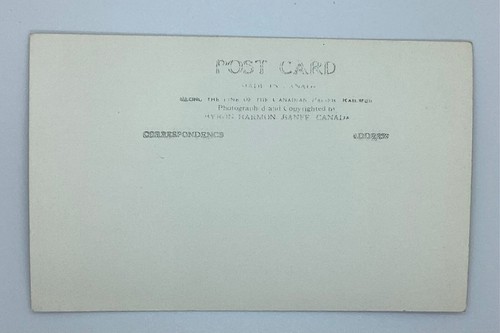 POST CARD
MADE IN CANADA
ALONG THE LINE OF THE CANADIAN PACIFIC RAILWAY
Photographed and Copyrighted by
BYRON HARMON, BANFF, CANADA
CORRESPONDENCE ADDRESS